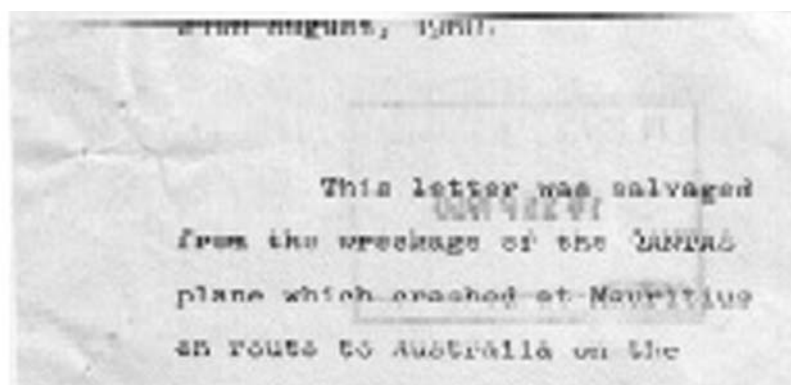 August, 1960.
This letter was salvaged
from the wreckage of the QANTAS
plane which crashed at Mauritius
en route to Australia on the